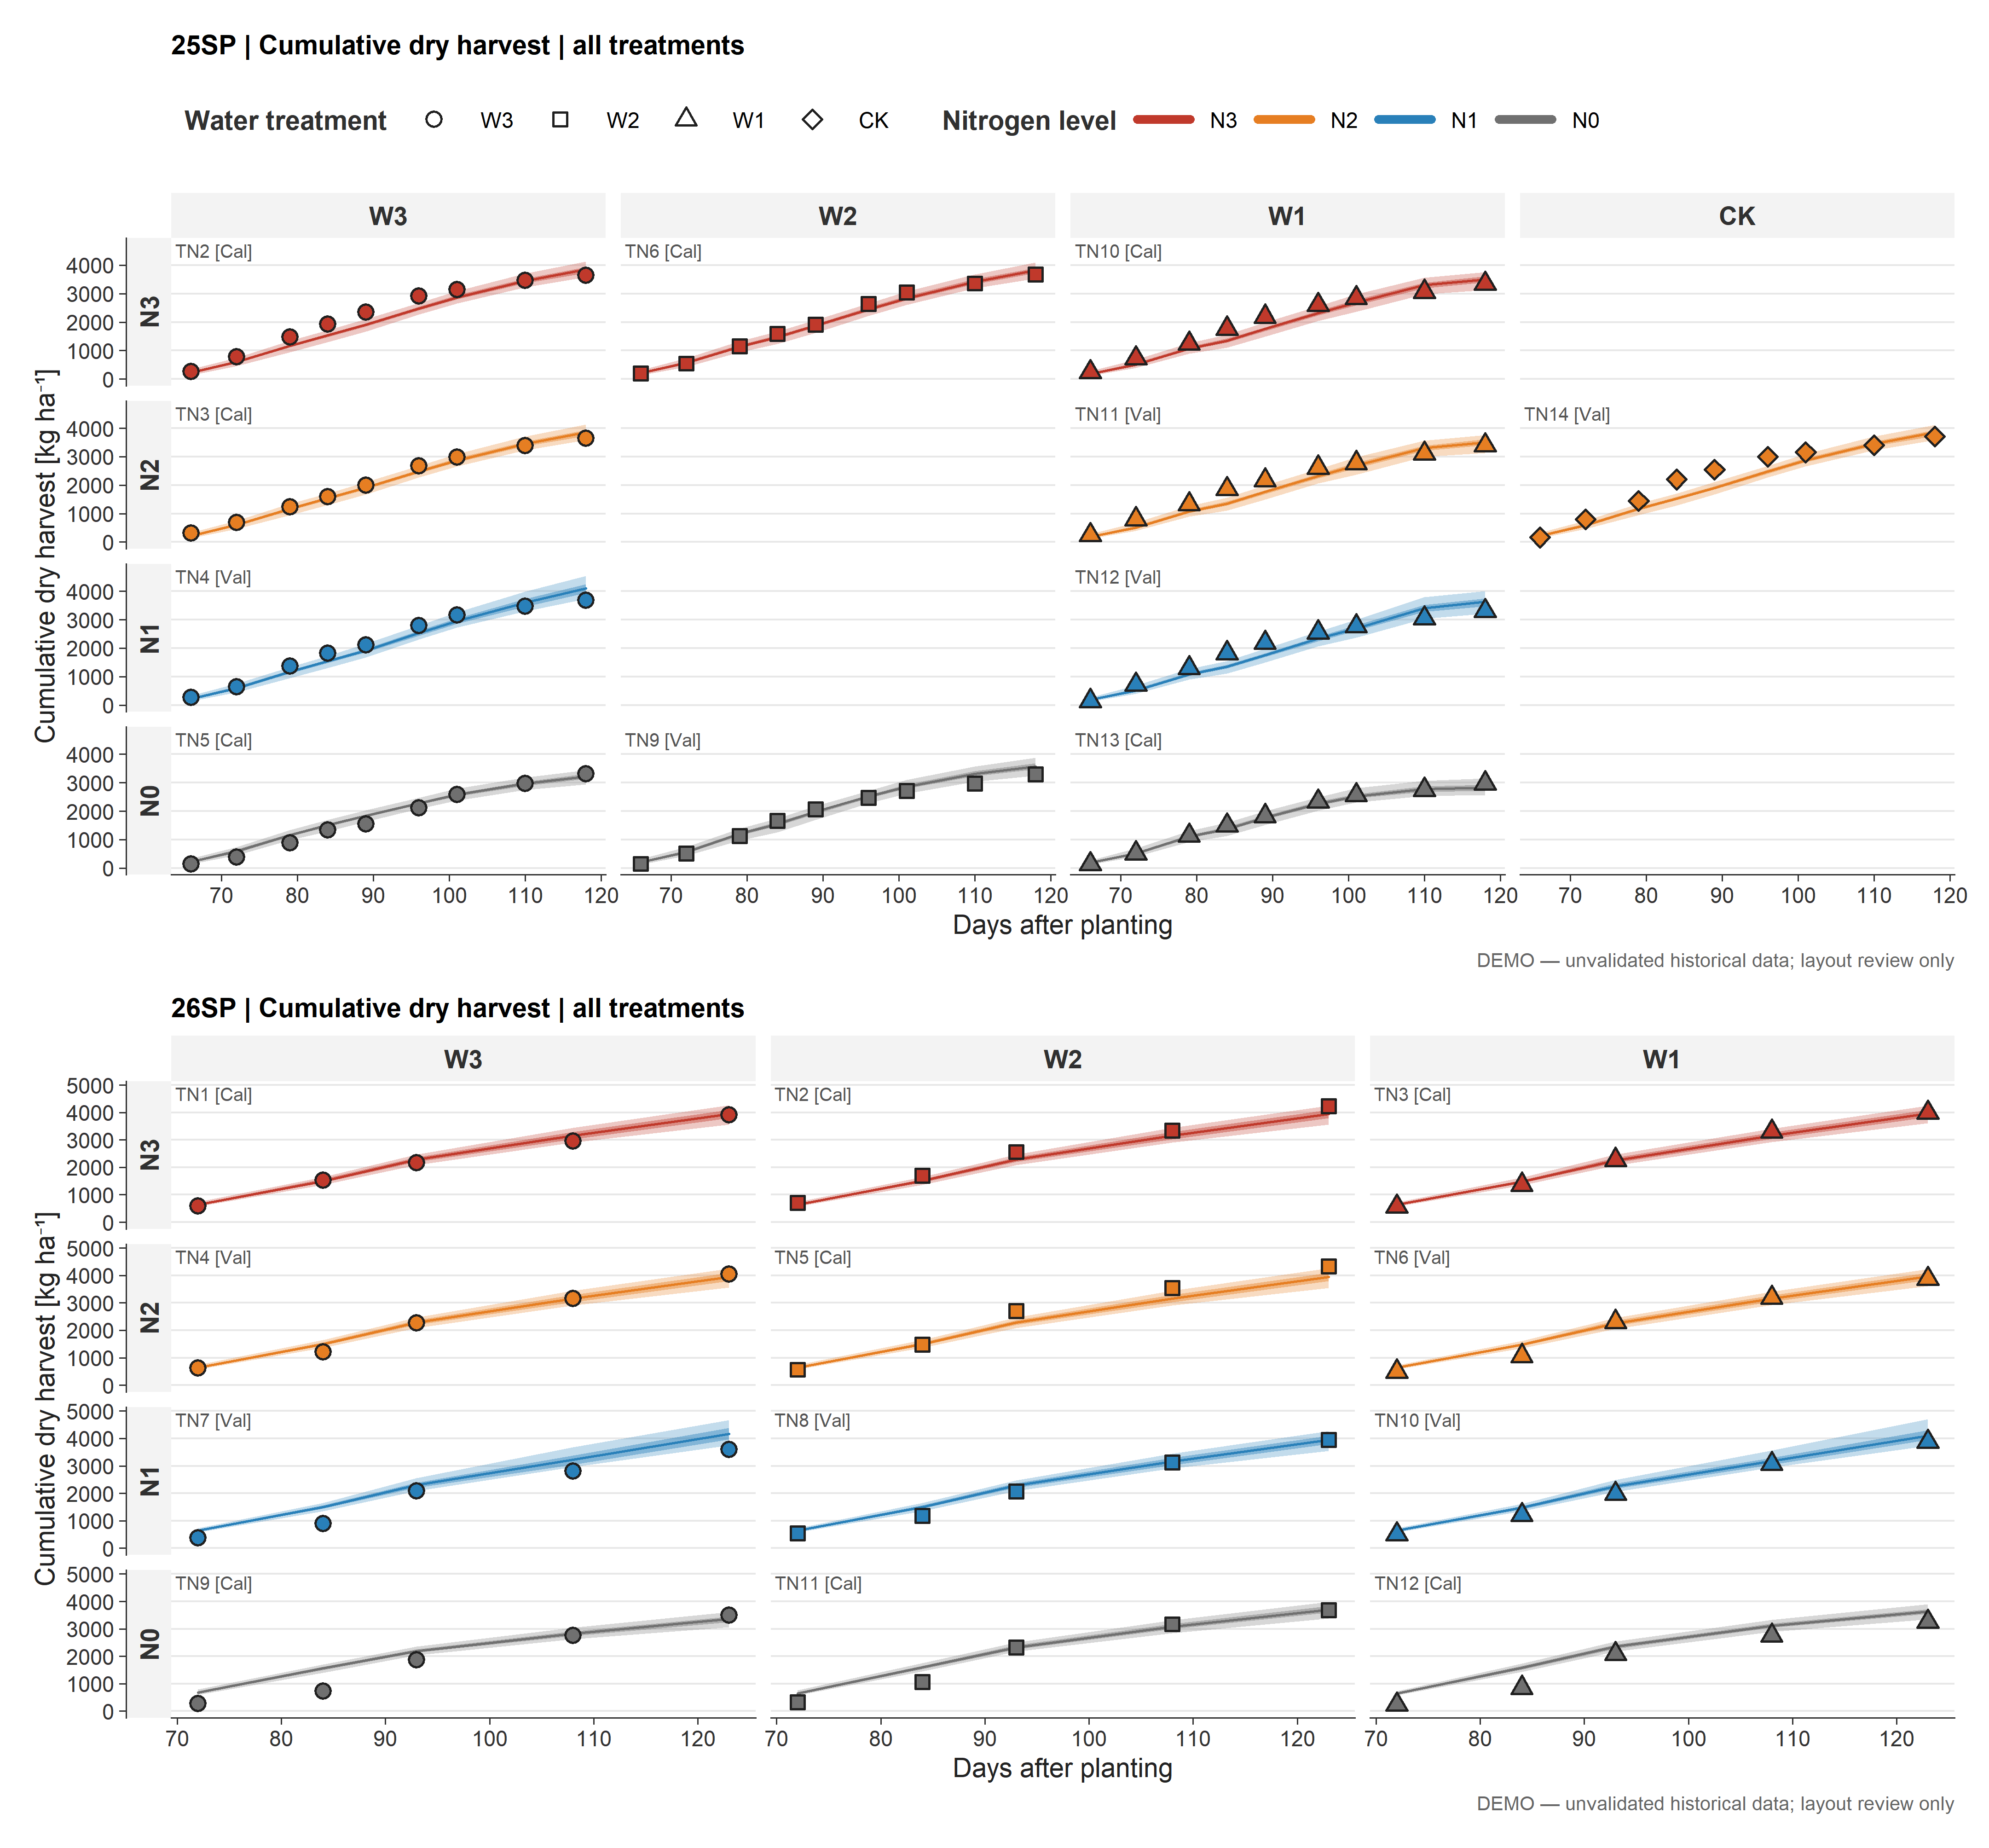 25SP | Cumulative dry harvest | all treatments
Water treatment W3 W2 W1 CK Nitrogen level N3 N2 N1 N0
W3 W2 W1 CK
Cumulative dry harvest [kg ha⁻¹]
N3
TN2 [Cal] TN6 [Cal] TN10 [Cal]
4000
3000
2000
1000
0
N2
TN3 [Cal] TN11 [Val] TN14 [Val]
4000
3000
2000
1000
0
N1
TN4 [Val] TN12 [Val]
4000
3000
2000
1000
0
N0
TN5 [Cal] TN9 [Val] TN13 [Cal]
4000
3000
2000
1000
0
70 80 90 100 110 120 70 80 90 100 110 120 70 80 90 100 110 120 70 80 90 100 110 120
Days after planting
DEMO — unvalidated historical data; layout review only
26SP | Cumulative dry harvest | all treatments
W3 W2 W1
Cumulative dry harvest [kg ha⁻¹]
N3
5000
TN1 [Cal] TN2 [Cal] TN3 [Cal]
4000
3000
2000
1000
0
N2
5000
TN4 [Val] TN5 [Cal] TN6 [Val]
4000
3000
2000
1000
0
N1
5000
TN7 [Val] TN8 [Val] TN10 [Val]
4000
3000
2000
1000
0
N0
5000
TN9 [Cal] TN11 [Cal] TN12 [Cal]
4000
3000
2000
1000
0
70 80 90 100 110 120 70 80 90 100 110 120 70 80 90 100 110 120
Days after planting
DEMO — unvalidated historical data; layout review only